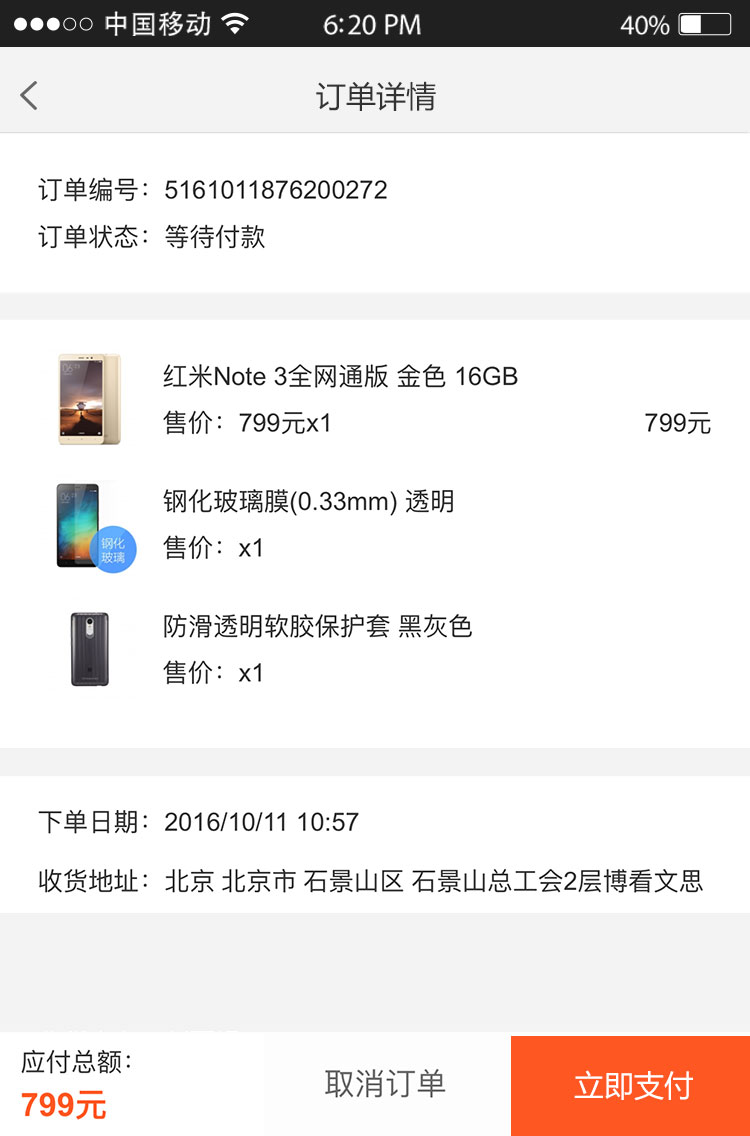 中国移动 6:20 PM 40%
订单详情
订单编号：5161011876200272
订单状态：等待付款
红米Note 3全网通版 金色 16GB
售价：799元x1 799元
钢化玻璃膜(0.33mm) 透明
钢化
玻璃
售价：x1
防滑透明软胶保护套 黑灰色
售价：x1
下单日期：2016/10/11 10:57
收货地址：北京 北京市 石景山区 石景山总工会2层博看文思
应付总额：
799元
取消订单
立即支付